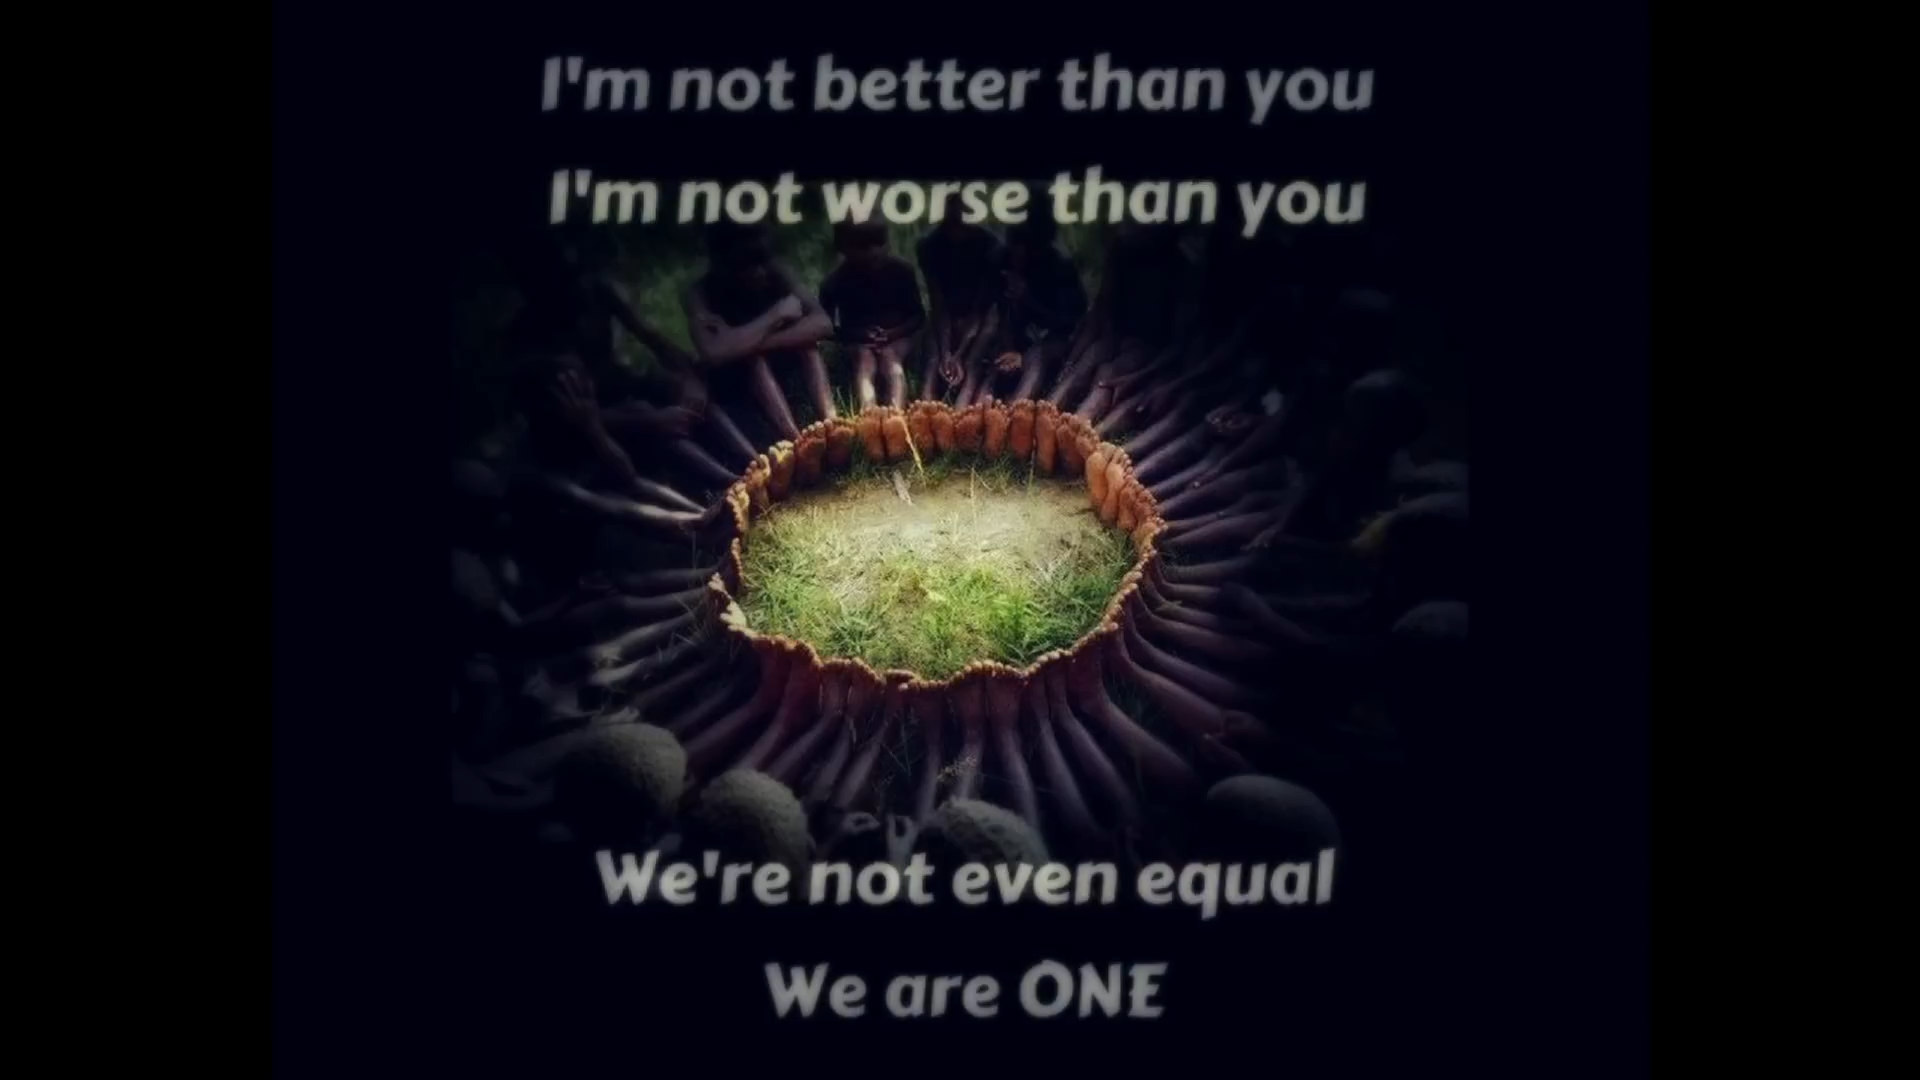 I'm not better than you
I'm not worse than you
We're not even equal
We are ONE